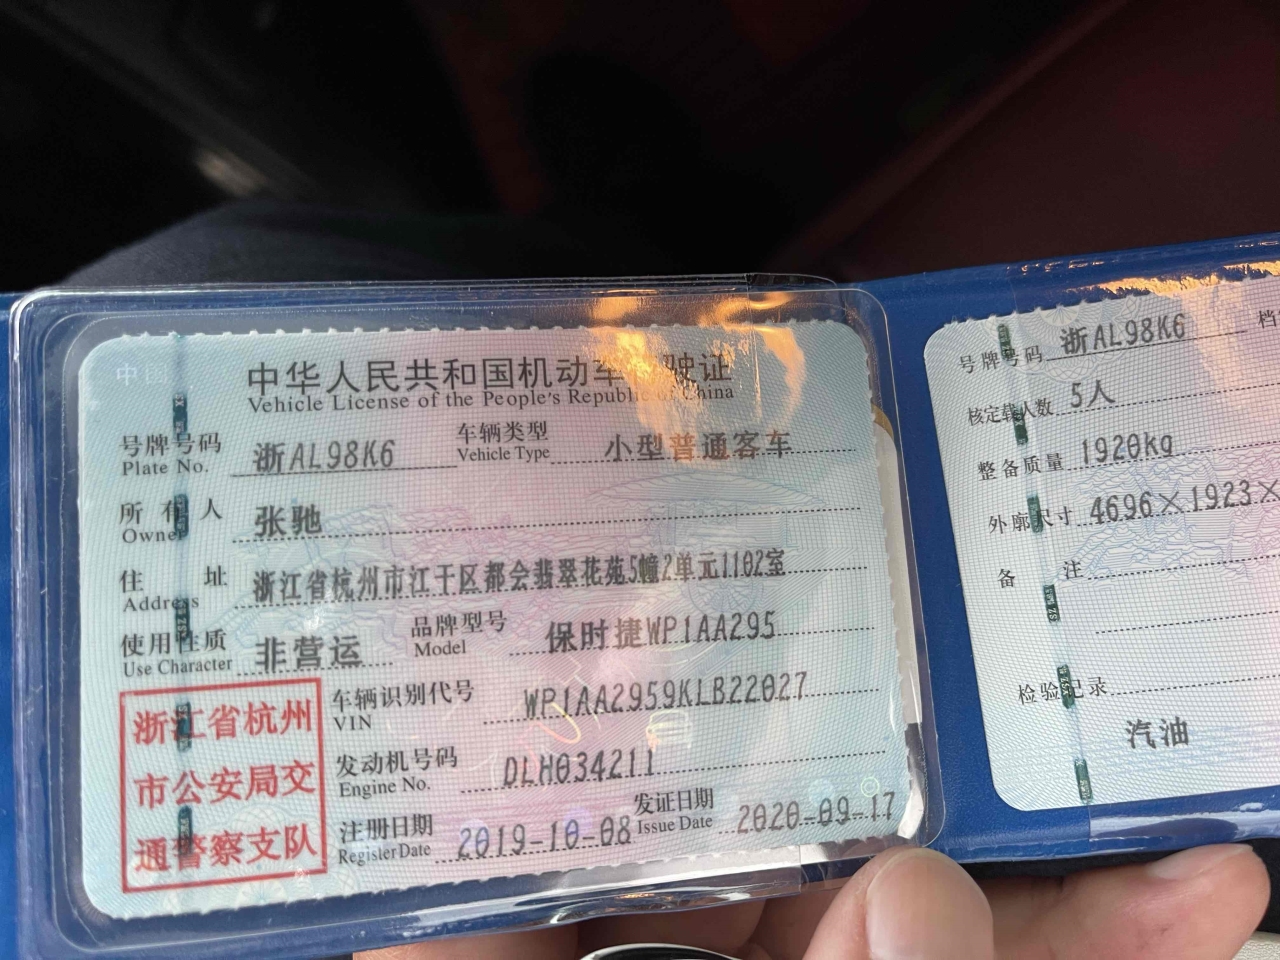 中华人民共和国机动车驶证
Vehicle License of the People's Republic of China
号牌号码 浙AL98K6 车辆类型 小型普通客车
Plate No. Vehicle Type
所有人 张驰
Owner
住址 浙江省杭州市江干区都会翡翠花苑5幢2单元1102室
Address
使用性质 非营运 品牌型号 保时捷WP1AA295
Use Character Model
浙江省杭州
市公安局交
通警察支队
车辆识别代号 WP1AA2959KLB22027
VIN
发动机号码 DLH034211
Engine No.
注册日期 2019-10-08 发证日期 2020-09-17
Register Date Issue Date
号牌号码 浙AL98K6 档
核定载人数 5人
整备质量 1920kg
外廓尺寸 4696×1923×
备注
检验记录
汽油